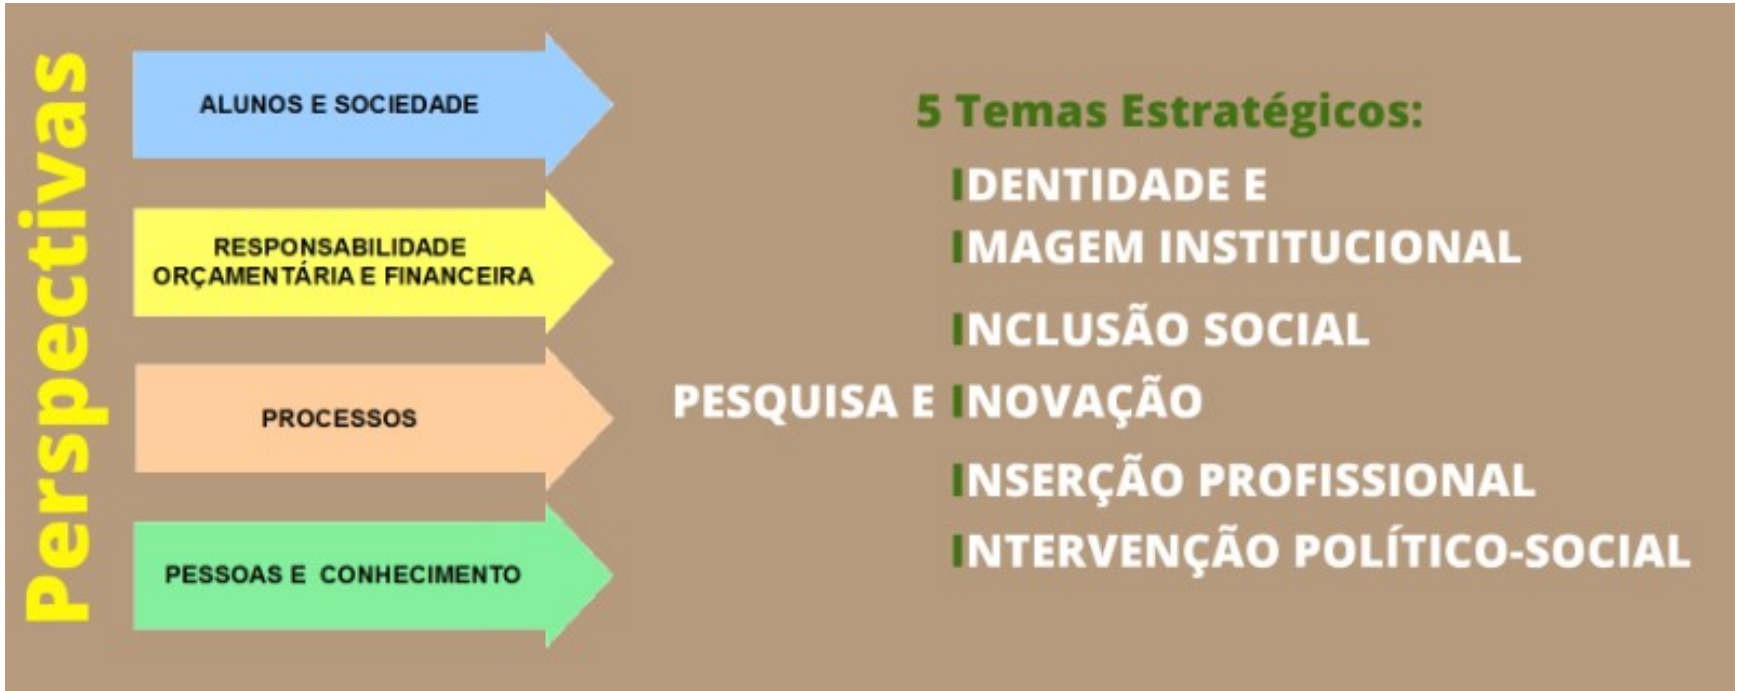 Perspectivas
ALUNOS E SOCIEDADE
RESPONSABILIDADE
ORÇAMENTÁRIA E FINANCEIRA
PROCESSOS
PESSOAS E CONHECIMENTO
5 Temas Estratégicos:
IDENTIDADE E
IMAGEM INSTITUCIONAL
INCLUSÃO SOCIAL
PESQUISA E INOVAÇÃO
INSERÇÃO PROFISSIONAL
INTERVENÇÃO POLÍTICO-SOCIAL